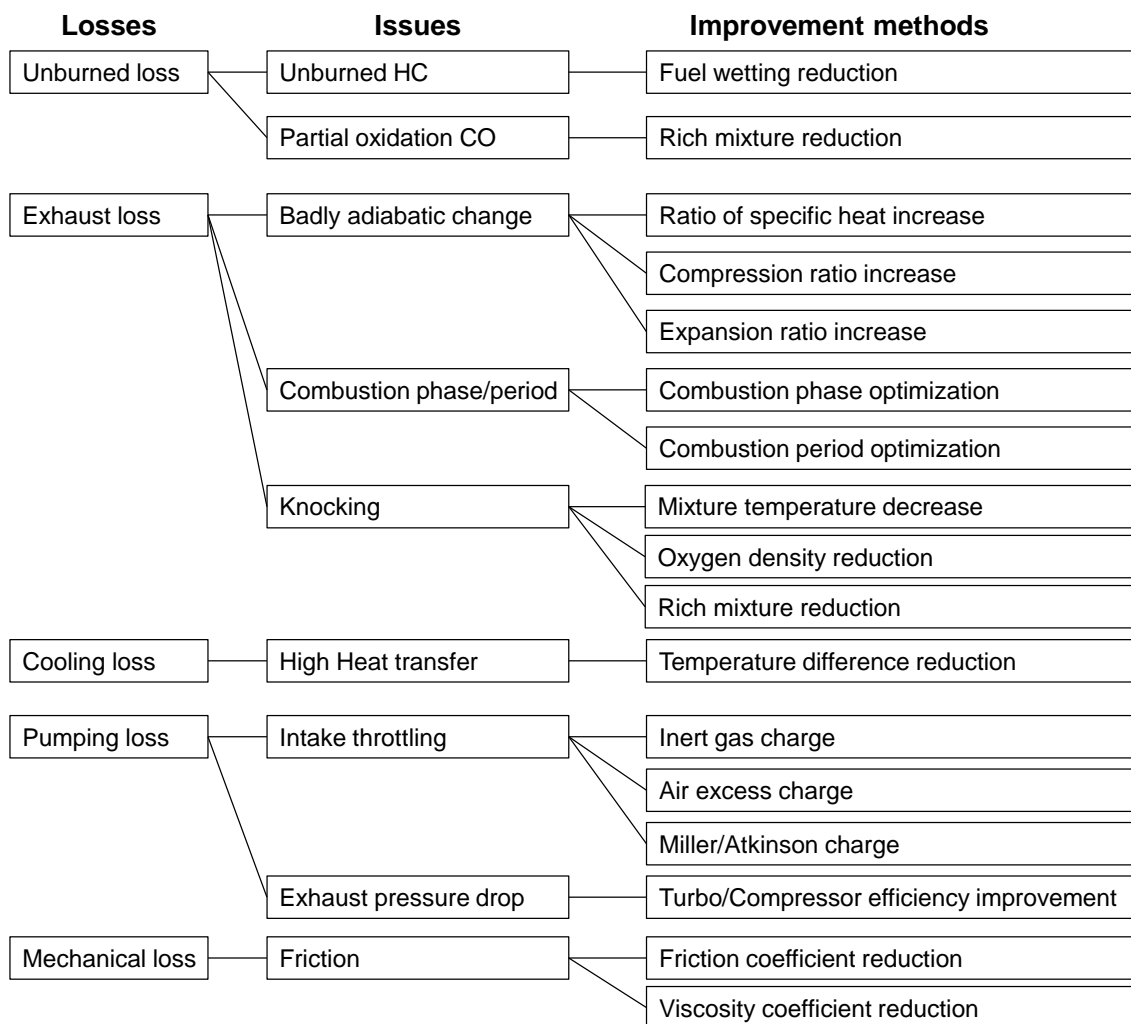 Losses Issues Improvement methods
Unburned loss Unburned HC Fuel wetting reduction
Partial oxidation CO Rich mixture reduction
Exhaust loss Badly adiabatic change Ratio of specific heat increase
Compression ratio increase
Expansion ratio increase
Combustion phase/period Combustion phase optimization
Combustion period optimization
Knocking Mixture temperature decrease
Oxygen density reduction
Rich mixture reduction
Cooling loss High Heat transfer Temperature difference reduction
Pumping loss Intake throttling Inert gas charge
Air excess charge
Miller/Atkinson charge
Exhaust pressure drop Turbo/Compressor efficiency improvement
Mechanical loss Friction Friction coefficient reduction
Viscosity coefficient reduction